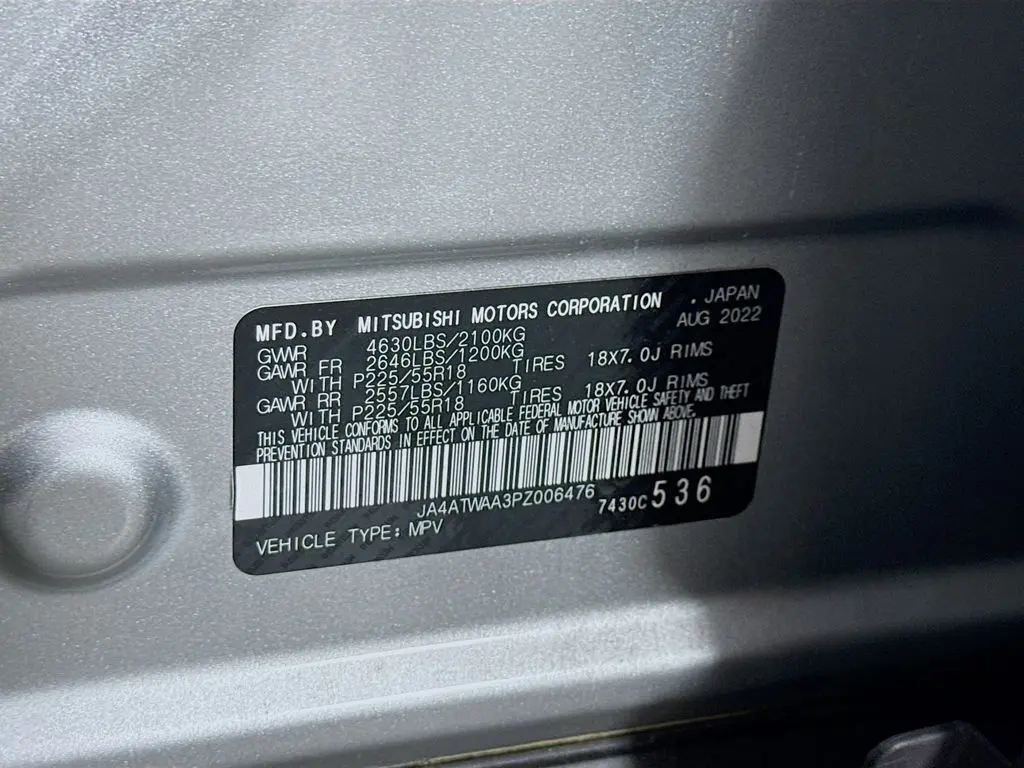 MFD.BY MITSUBISHI MOTORS CORPORATION . JAPAN
AUG 2022
GWWR 4630LBS/2100KG
GAWR FR 2646LBS/1200KG
WITH P225/55R18 TIRES 18X7.0J RIMS
GAWR RR 2557LBS/1160KG
WITH P225/55R18 18X7.0J RIMS
THIS VEHICLE CONFORMS TO ALL APPLICABLE FEDERAL MOTOR VEHICLE SAFETY AND THEFT
PREVENTION STANDARDS IN EFFECT ON THE DATE OF MANUFACTURE SHOWN ABOVE.
JA4ATWAA3PZ006476 7430C 536
VEHICLE TYPE: MPV